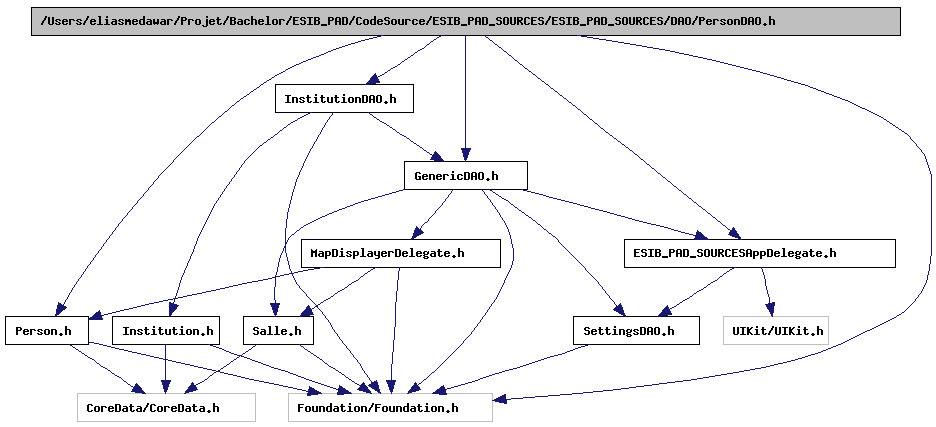 /Users/eliasmedawar/Projet/Bachelor/ESIB_PAD/CodeSource/ESIB_PAD_SOURCES/ESIB_PAD_SOURCES/DAO/PersonDAO.h
InstitutionDAO.h
GenericDAO.h
MapDisplayerDelegate.h
ESIB_PAD_SOURCESAppDelegate.h
Person.h
Institution.h
Salle.h
SettingsDAO.h
UIKit/UIKit.h
CoreData/CoreData.h
Foundation/Foundation.h